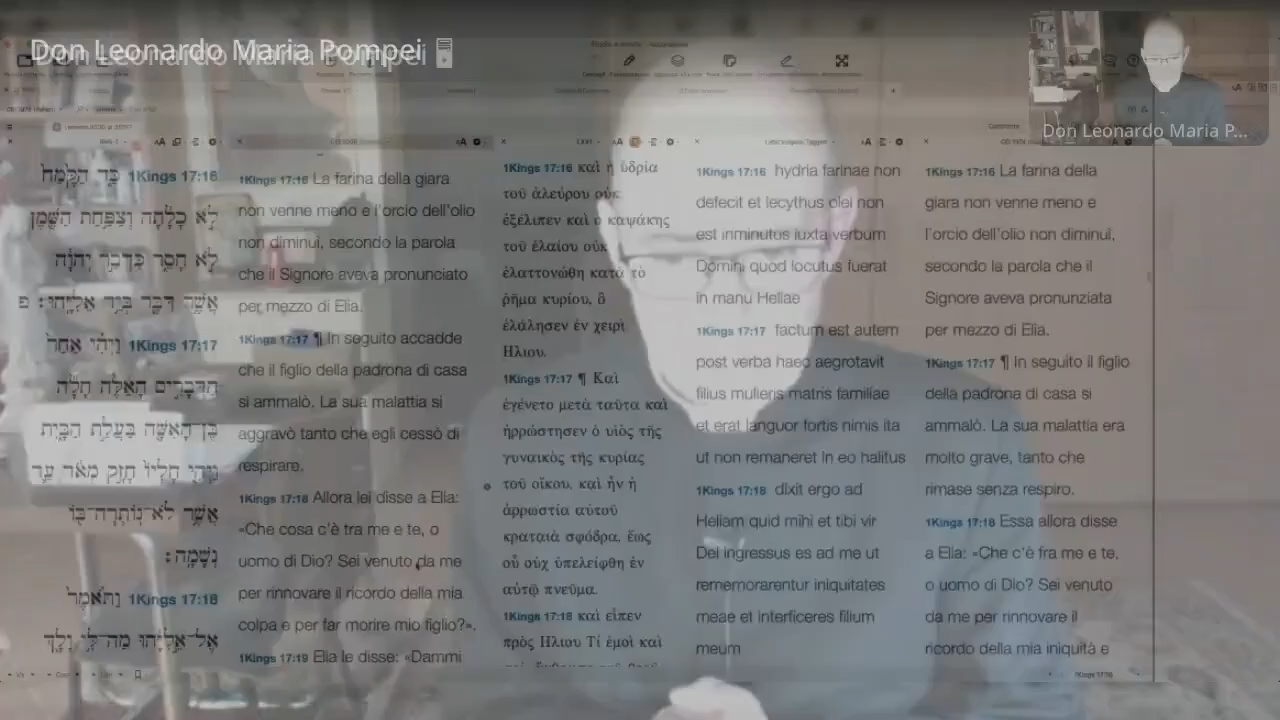 Don Leonardo Maria Pompei
Don Leonardo Maria P...
1Kings 17:16 כַּד הַקֶּמַח
לֹא כָלָתָה וְצַפַּחַת הַשֶּׁמֶן
לֹא חָסֵר כִּדְבַר יְהוָה
אֲשֶׁר דִּבֶּר בְּיַד אֵלִיָּהוּ׃ פ
1Kings 17:17 וַיְהִי אַחַר
הַדְּבָרִים הָאֵלֶּה חָלָה
בֶּן־הָאִשָּׁה בַּעֲלַת הַבָּיִת
וַיְהִי חָלְיוֹ חָזָק מְאֹד עַד
אֲשֶׁר לֹא־נוֹתְרָה־בּוֹ
נְשָׁמָה׃
1Kings 17:18 וַתֹּאמֶר
אֶל־אֵלִיָּהוּ מַה־לִּי וָלָךְ
1Kings 17:16 La farina della giara
non venne meno e l'orcio dell'olio
non diminuì, secondo la parola
che il Signore aveva pronunciato
per mezzo di Elia.
1Kings 17:17 ¶ In seguito accadde
che il figlio della padrona di casa
si ammalò. La sua malattia si
aggravò tanto che egli cessò di
respirare.
1Kings 17:18 Allora lei disse a Elia:
«Che cosa c'è tra me e te, o
uomo di Dio? Sei venuto da me
per rinnovare il ricordo della mia
colpa e per far morire mio figlio?».
1Kings 17:19 Elia le disse: «Dammi
1Kings 17:16 καὶ ἡ ὑδρία
τοῦ ἀλεύρου οὐκ
ἐξέλιπεν καὶ ὁ καψάκης
τοῦ ἐλαίου οὐκ
ἐλαττονώθη κατὰ τὸ
ῥῆμα κυρίου, ὃ
ἐλάλησεν ἐν χειρὶ
Ηλιου.
1Kings 17:17 ¶ Καὶ
ἐγένετο μετὰ ταῦτα καὶ
ἠρρώστησεν ὁ υἱὸς τῆς
γυναικὸς τῆς κυρίας
τοῦ οἴκου, καὶ ἦν ἡ
ἀρρωστία αὐτοῦ
κραταιὰ σφόδρα, ἕως
οὗ οὐχ ὑπελείφθη ἐν
αὐτῷ πνεῦμα.
1Kings 17:18 καὶ εἶπεν
πρὸς Ηλιου Τί ἐμοὶ καὶ
1Kings 17:16 hydria farinae non
defecit et lecythus olei non
est inminutus iuxta verbum
Domini quod locutus fuerat
in manu Heliae
1Kings 17:17 factum est autem
post verba haec aegrotavit
filius mulieris matris familiae
et erat languor fortis nimis ita
ut non remaneret in eo halitus
1Kings 17:18 dixit ergo ad
Heliam quid mihi et tibi vir
Dei ingressus es ad me ut
rememorarentur iniquitates
meae et interficeres filium
meum
1Kings 17:16 La farina della
giara non venne meno e
l'orcio dell'olio non diminuì,
secondo la parola che il
Signore aveva pronunziata
per mezzo di Elia.
1Kings 17:17 ¶ In seguito il figlio
della padrona di casa si
ammalò. La sua malattia era
molto grave, tanto che
rimase senza respiro.
1Kings 17:18 Essa allora disse
a Elia: «Che c'è fra me e te,
o uomo di Dio? Sei venuto
da me per rinnovare il
ricordo della mia iniquità e